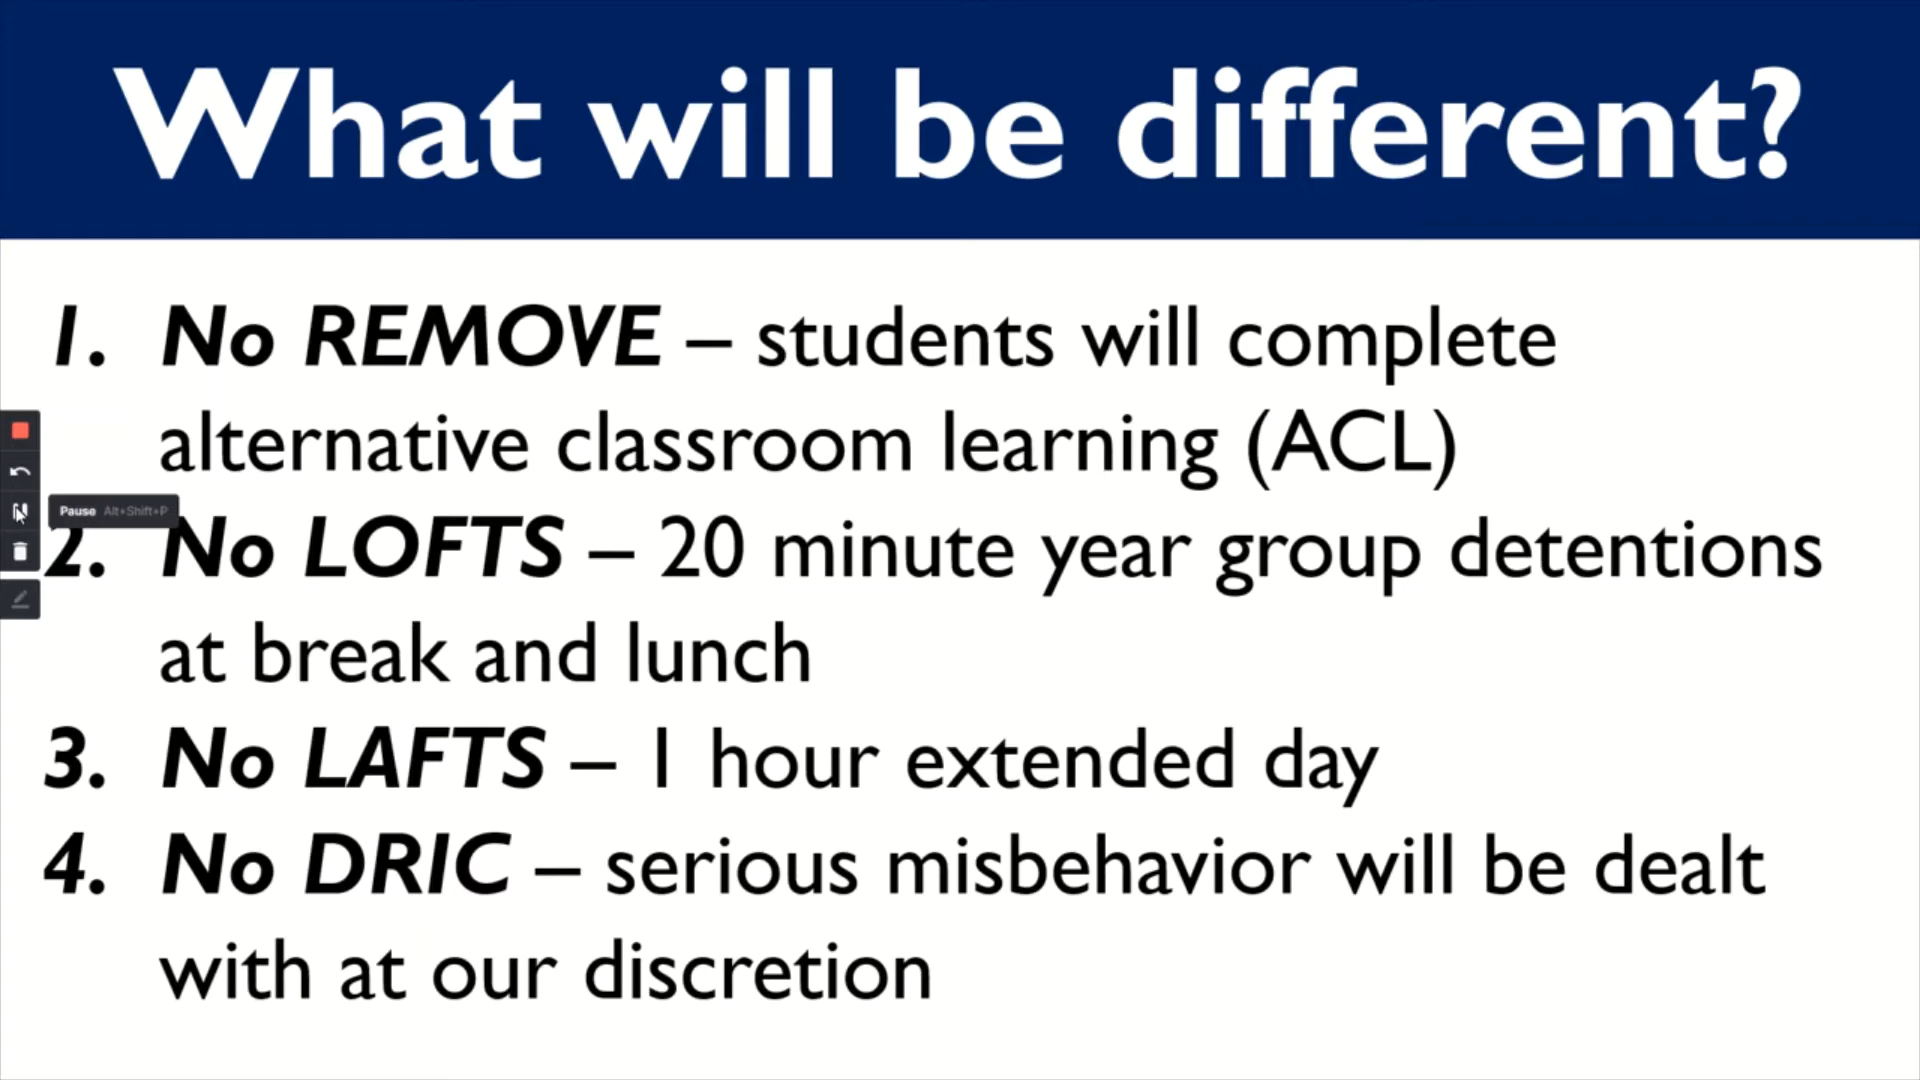 What will be different?
1. No REMOVE – students will complete
alternative classroom learning (ACL)
Pause Alt+Shift+P
2. No LOFTS – 20 minute year group detentions
at break and lunch
3. No LAFTS – 1 hour extended day
4. No DRIC – serious misbehavior will be dealt
with at our discretion